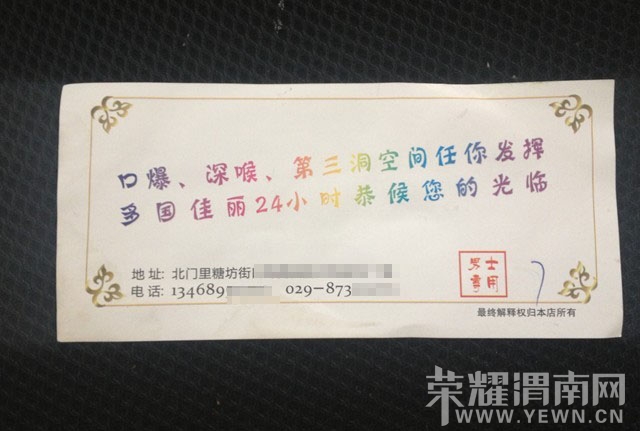 口爆、深喉、第三洞空间任你发挥
多国佳丽24小时恭候您的光临
地 址: 北门里糖坊街
电 话: 134689 029-873
男士
专用
7
最终解释权归本店所有
荣耀渭南网
WWW.YEWN.CN